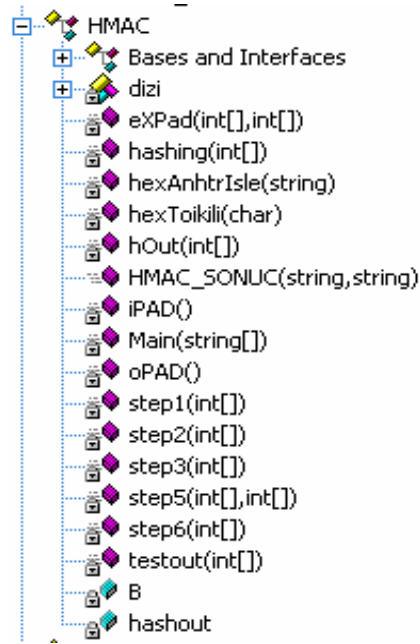 HMAC
Bases and Interfaces
dizi
eXPad(int[],int[])
hashing(int[])
hexAnhtrIsle(string)
hexToikili(char)
hOut(int[])
HMAC_SONUC(string,string)
iPAD()
Main(string[])
oPAD()
step1(int[])
step2(int[])
step3(int[])
step5(int[],int[])
step6(int[])
testout(int[])
B
hashout